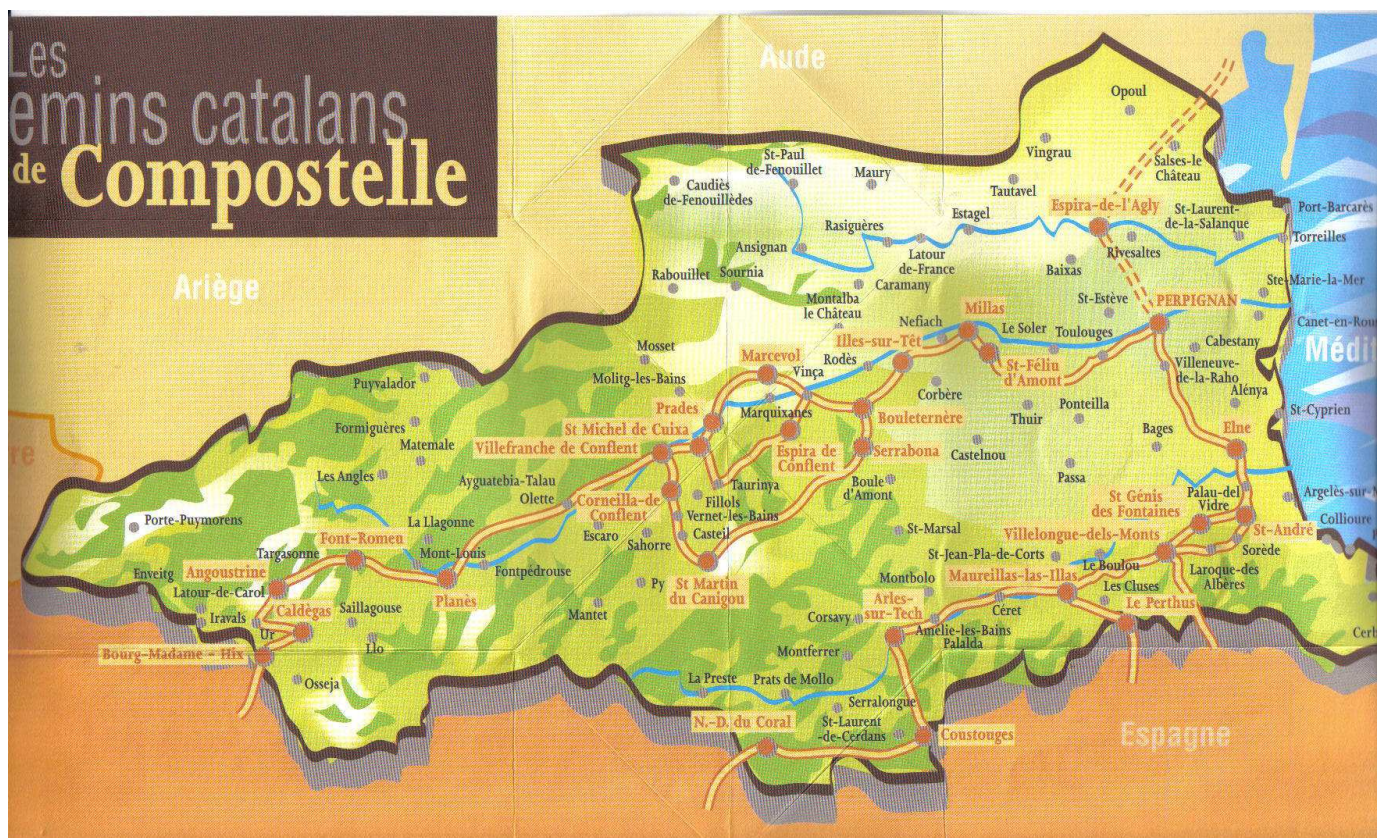 Les
emins catalans
de Compostelle
Aude
Ariège
Espagne
Médit
Opoul
Vingrau
Salses-le
Château
St-Paul
de-Fenouillet
Maury
Tautavel
Caudiès
de-Fenouillèdes
Espira-de-l'Agly
St-Laurent-
de-la-Salanque
Port-Barcarès
Rasiguères
Estagel
Torreilles
Ansignan
Latour
de-France
Rivesaltes
Baixas
Rabouillet
Sournia
Caramany
Montalba
le Château
Ste-Marie-la-Mer
St-Estève
PERPIGNAN
Millas
Nefiach
Le Soler
Toulouges
Canet-en-Rou
Illes-sur-Têt
Cabestany
Mosset
Marcevol
Rodès
St-Féliu
d'Amont
Villeneuve-
de-la-Raho
Puyvalador
Molitg-les-Bains
Vinça
Corbère
Alénya
Prades
Marquixanes
Bouleternère
Thuir
Ponteilla
St-Cyprien
Formiguères
St Michel de Cuixa
Bages
Elne
Matemale
Villefranche de Conflent
Espira de
Conflent
Serrabona
Castelnou
Les Angles
Ayguatebia-Talau
Taurinya
Passa
Olette
Corneilla-de-
Conflent
Fillols
Boule
d'Amont
St Génis
des Fontaines
Palau-del
Vidre
Argelès-sur-M
Porte-Puymorens
La Llagonne
Vernet-les-Bains
Collioure
Font-Romeu
Escaro
Casteil
St-Marsal
Villelongue-dels-Monts
St-André
Targasonne
Mont-Louis
Sahorre
St-Jean-Pla-de-Corts
Sorède
Enveitg
Angoustrine
Fontpédrouse
Py
St Martin
du Canigou
Montbolo
Maureillas-las-Illas
Le Boulou
Laroque-des
Albères
Latour-de-Carol
Planès
Les Cluses
Iravals
Caldègas
Saillagouse
Mantet
Corsavy
Arles-
sur-Tech
Céret
Le Perthus
Ur
Llo
Amélie-les-Bains
Palalda
Cerb
Bourg-Madame - Hix
Montferrer
Osseja
La Preste
Prats de Mollo
Serralongue
N.-D. du Coral
St-Laurent
-de-Cerdans
Coustouges